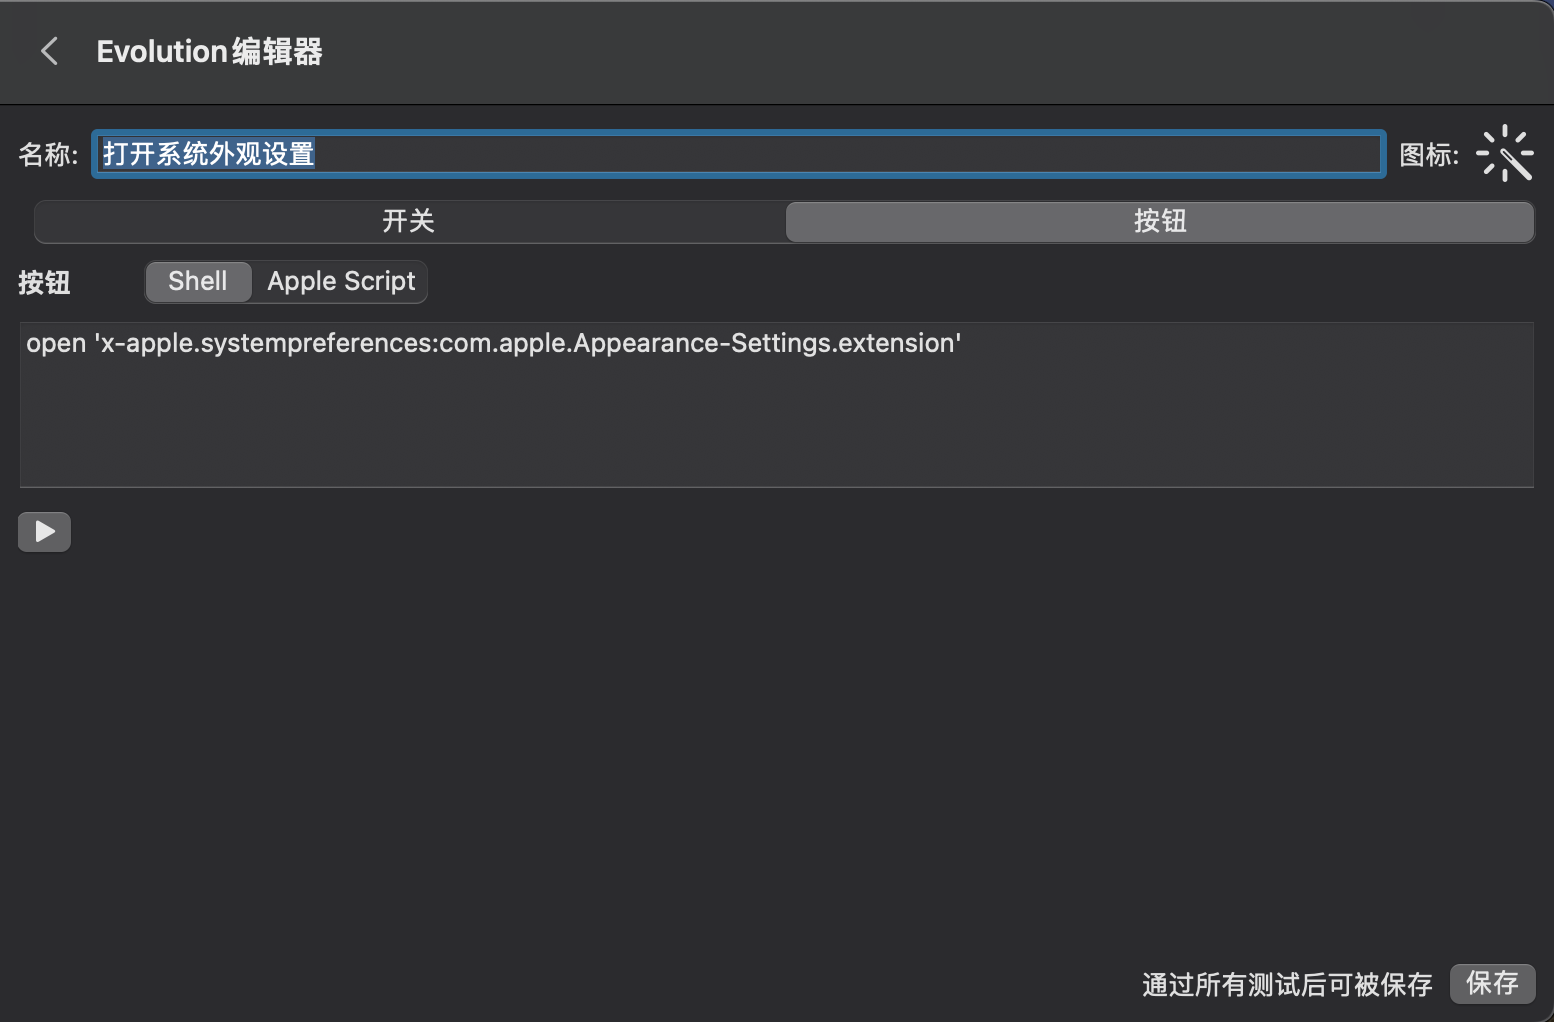 Evolution编辑器
名称: 打开系统外观设置 图标:
开关 按钮
按钮 Shell Apple Script
open 'x-apple.systempreferences:com.apple.Appearance-Settings.extension'
通过所有测试后可被保存 保存